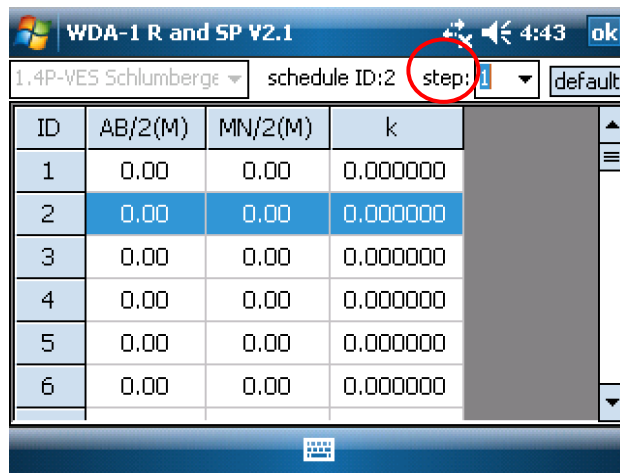 WDA-1 R and SP V2.1 4:43 ok
1.4P-VES Schlumberge schedule ID:2 step: 1 default
ID AB/2(M) MN/2(M) k
1 0.00 0.00 0.000000
2 0.00 0.00 0.000000
3 0.00 0.00 0.000000
4 0.00 0.00 0.000000
5 0.00 0.00 0.000000
6 0.00 0.00 0.000000